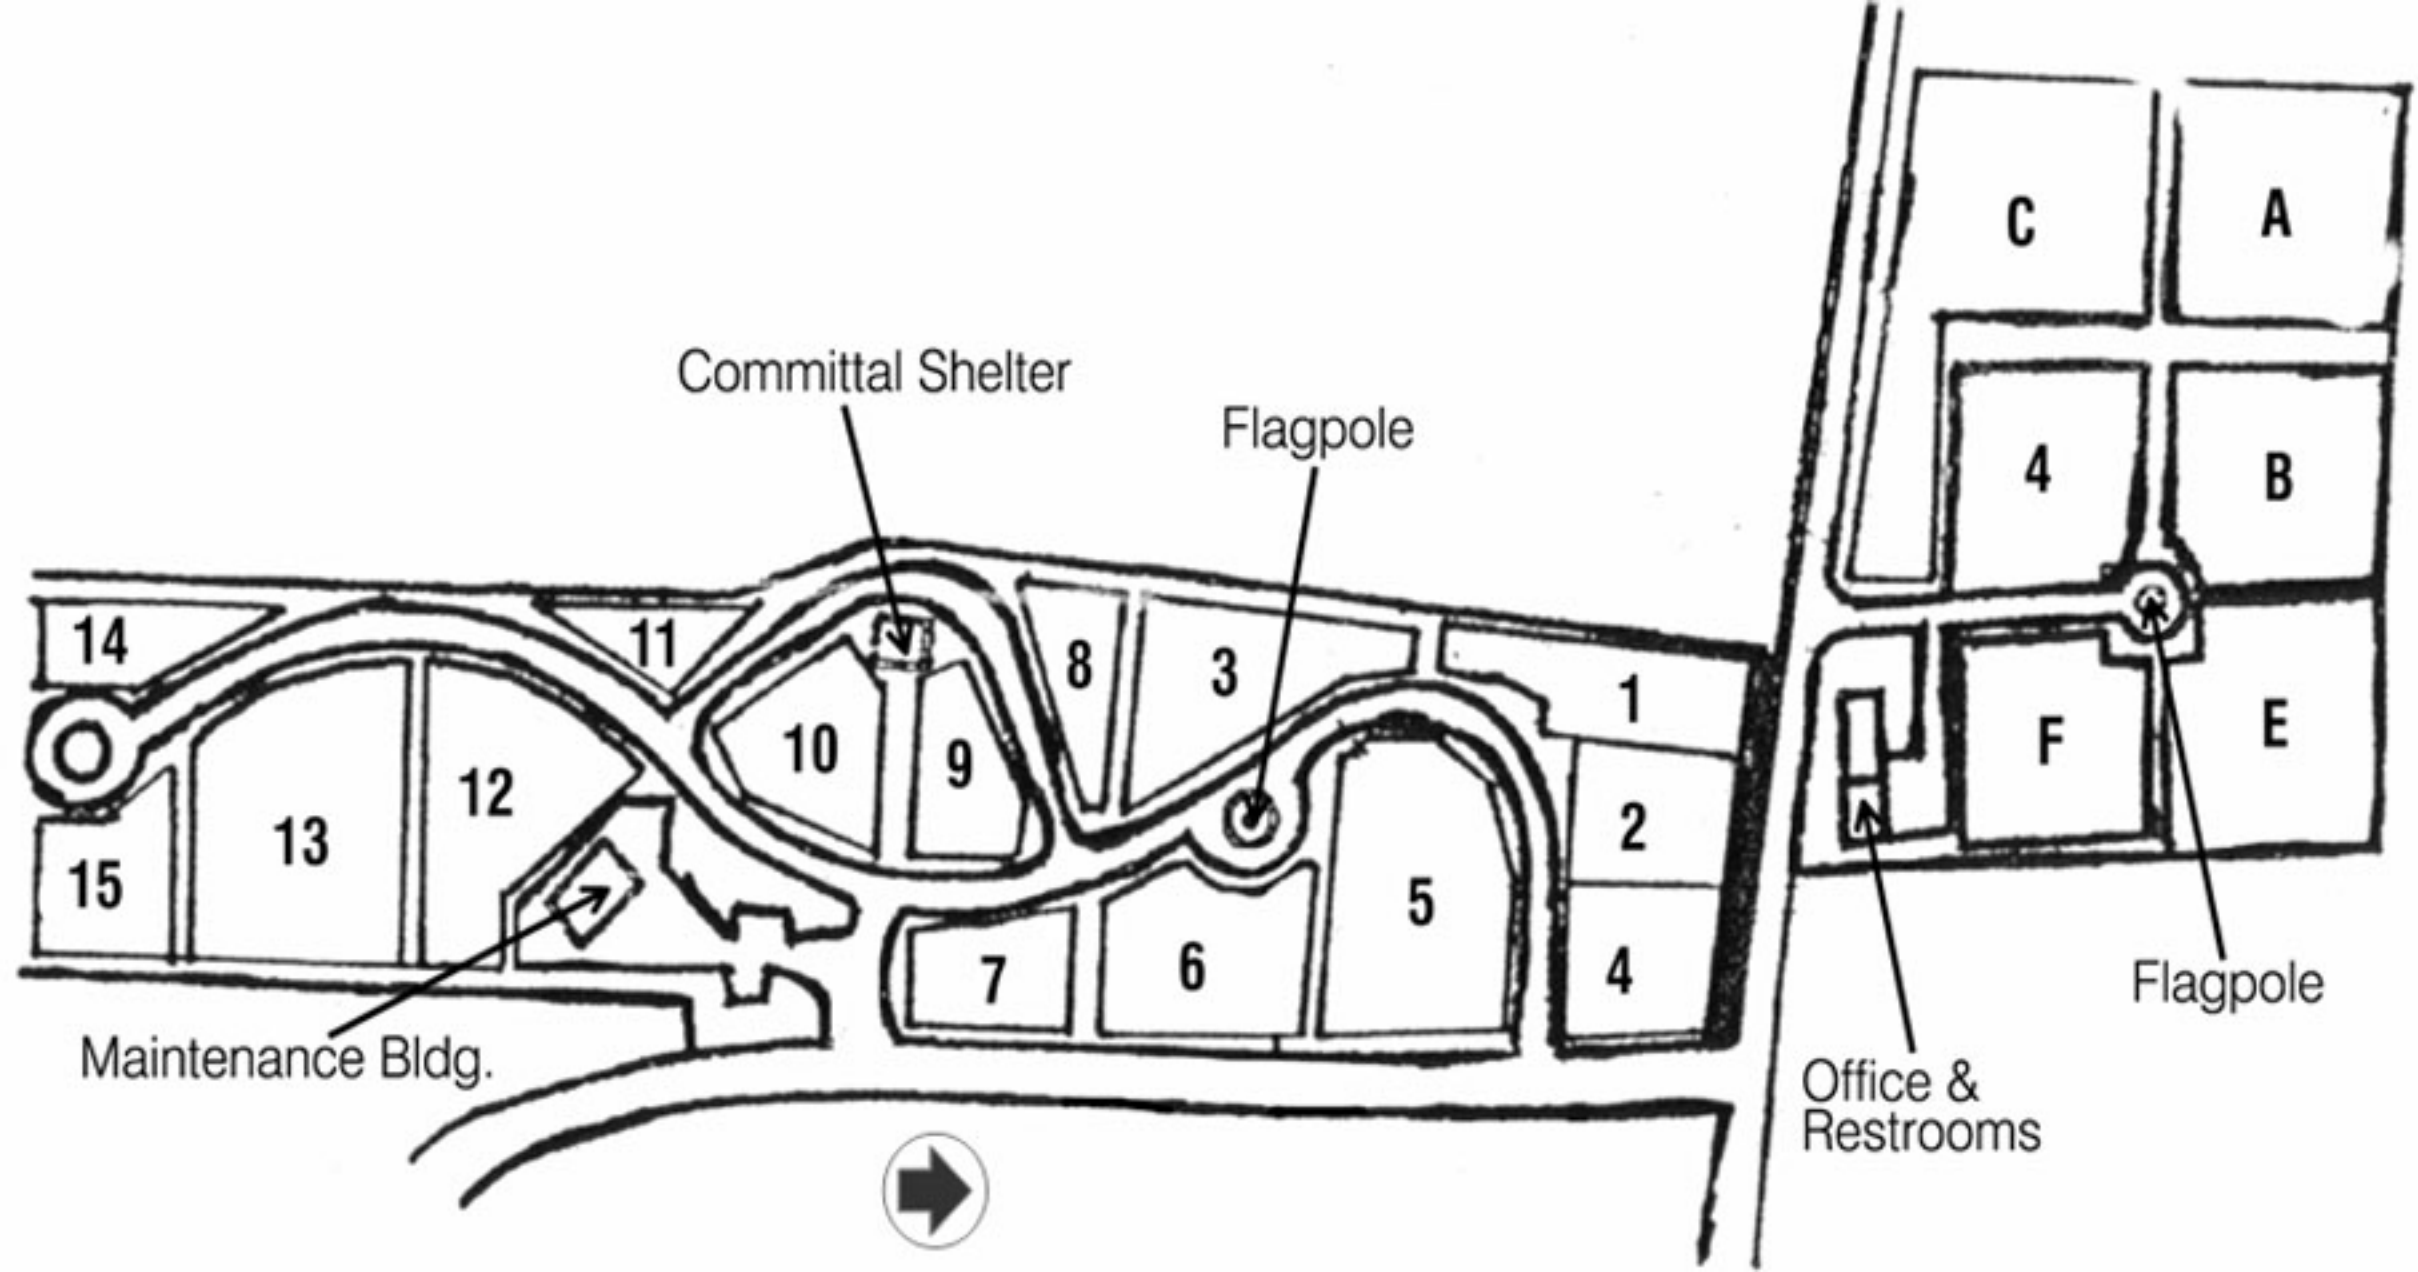 C
A
Committal Shelter
Flagpole
4
B
14
11
8
3
1
10
9
F
E
12
13
2
15
5
7
6
4
Flagpole
Maintenance Bldg.
Office &
Restrooms